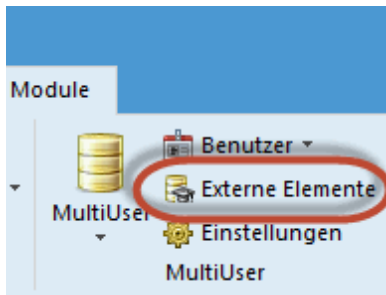 Module
Benutzer
Externe Elemente
MultiUser
Einstellungen
MultiUser